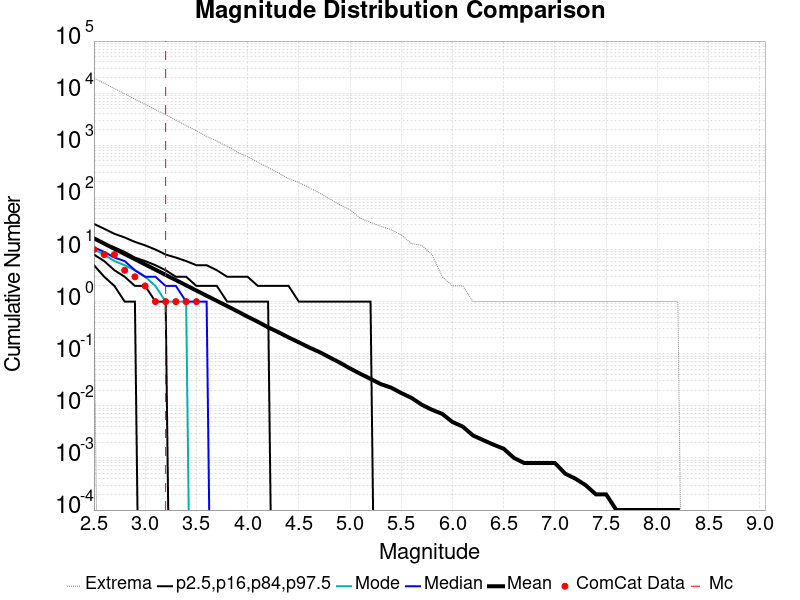 Magnitude Distribution Comparison
10^5
10^4
10^3
10^2
10^1
10^0
10^-1
10^-2
10^-3
10^-4
Cumulative Number
2.5 3.0 3.5 4.0 4.5 5.0 5.5 6.0 6.5 7.0 7.5 8.0 8.5 9.0
Magnitude
Extrema p2.5,p16,p84,p97.5 Mode Median Mean ComCat Data Mc